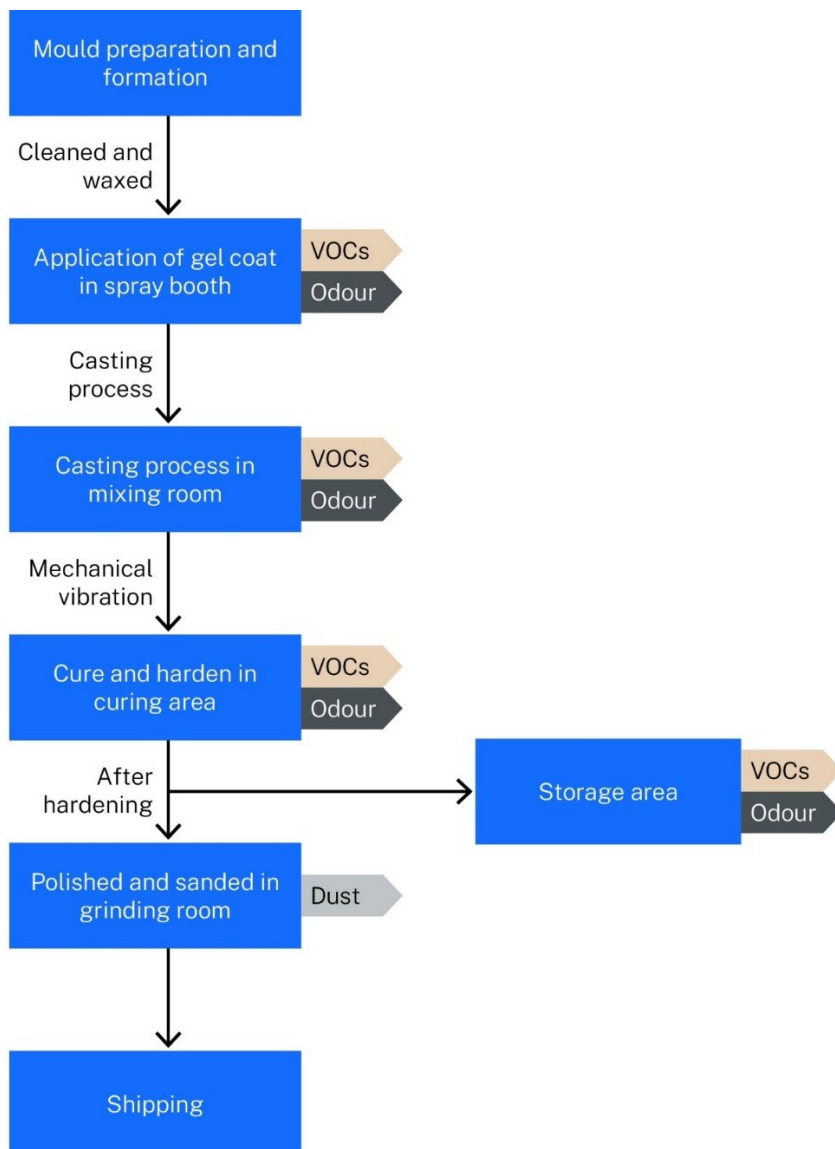 Mould preparation and
formation
Cleaned and
waxed
Application of gel coat
in spray booth
VOCs
Odour
Casting
process
Casting process in
mixing room
VOCs
Odour
Mechanical
vibration
Cure and harden in
curing area
VOCs
Odour
After
hardening
Storage area
VOCs
Odour
Polished and sanded in
grinding room
Dust
Shipping